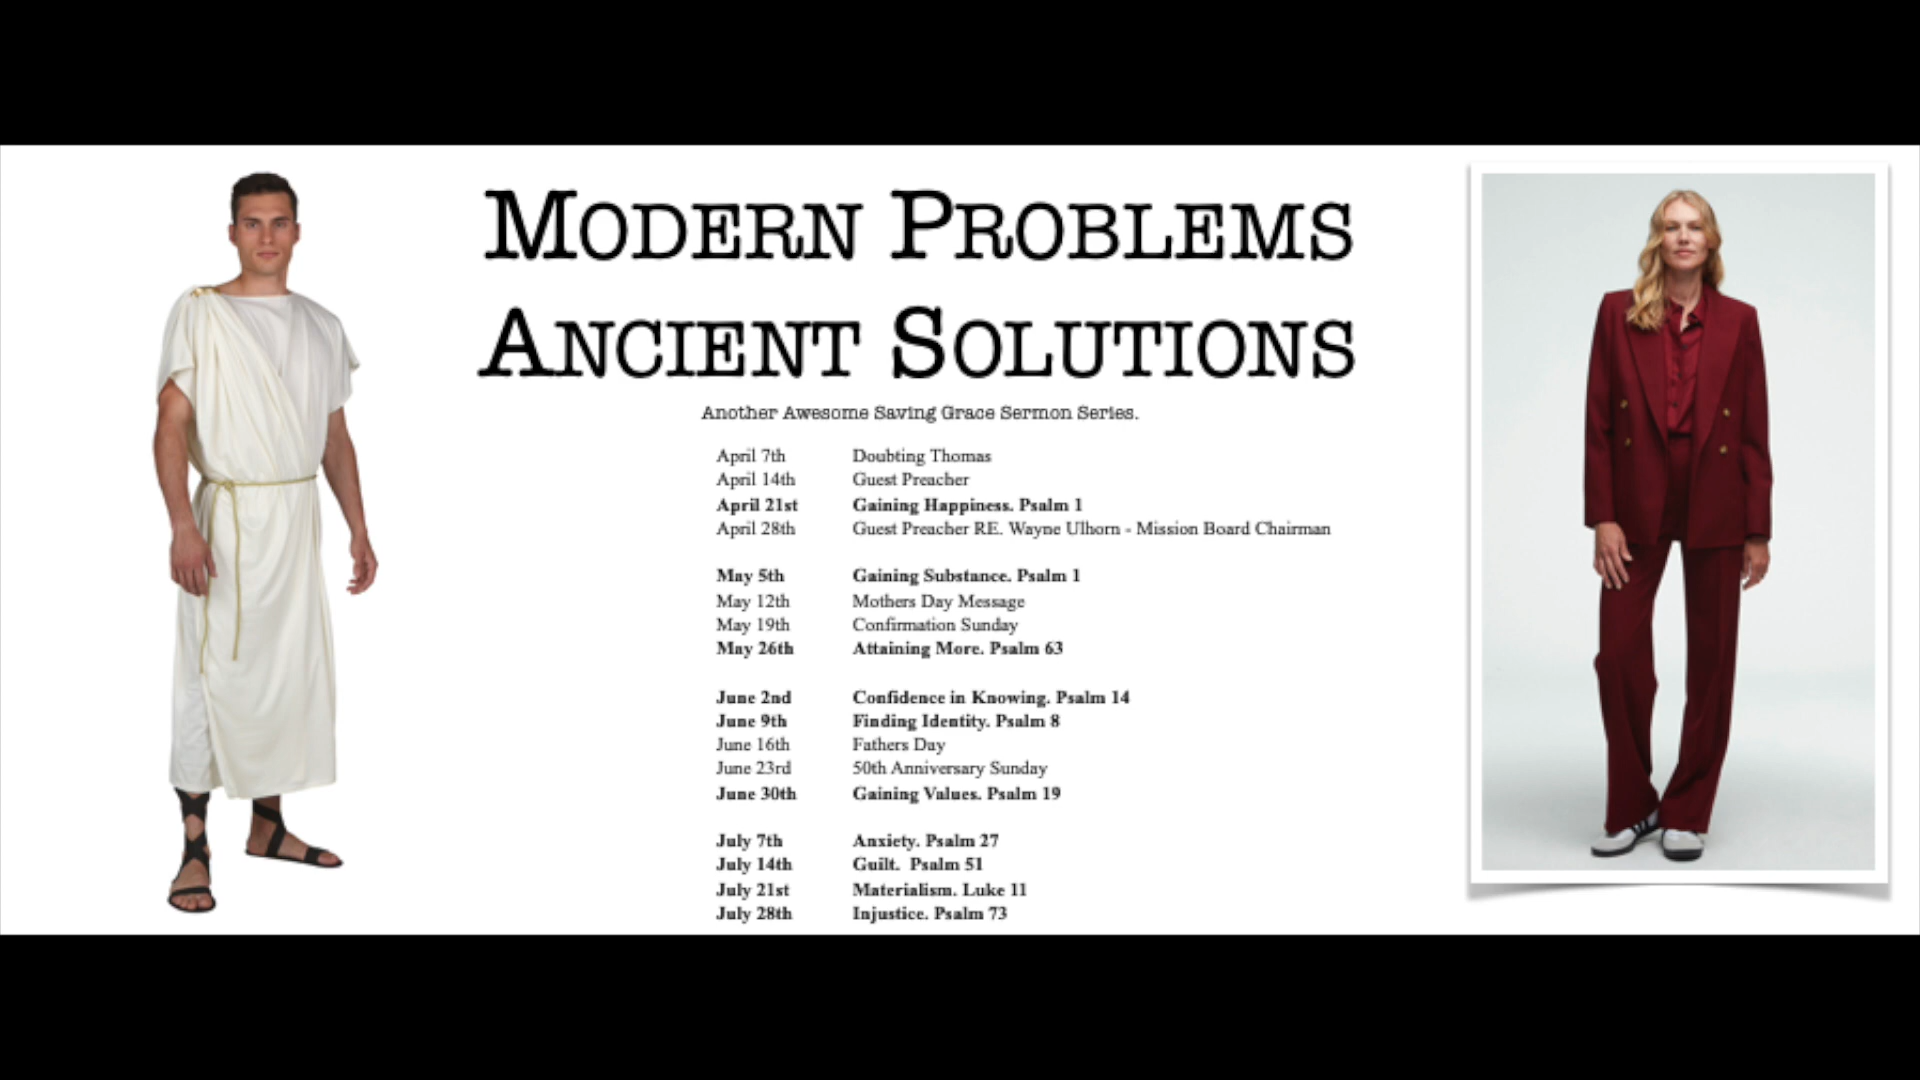 MODERN PROBLEMS
ANCIENT SOLUTIONS
Another Awesome Saving Grace Sermon Series.
April 7th Doubting Thomas
April 14th Guest Preacher
April 21st Gaining Happiness. Psalm 1
April 28th Guest Preacher RE. Wayne Ulhorn - Mission Board Chairman
May 5th Gaining Substance. Psalm 1
May 12th Mothers Day Message
May 19th Confirmation Sunday
May 26th Attaining More. Psalm 63
June 2nd Confidence in Knowing. Psalm 14
June 9th Finding Identity. Psalm 8
June 16th Fathers Day
June 23rd 50th Anniversary Sunday
June 30th Gaining Values. Psalm 19
July 7th Anxiety. Psalm 27
July 14th Guilt. Psalm 51
July 21st Materialism. Luke 11
July 28th Injustice. Psalm 73